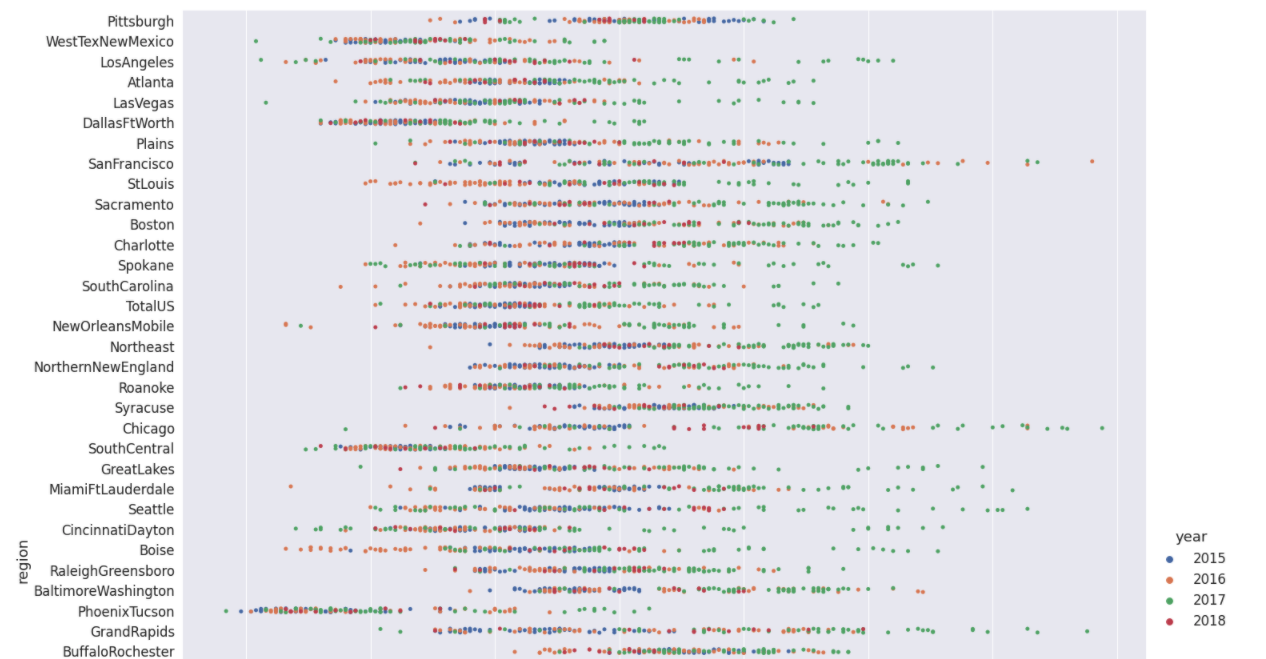 Pittsburgh
WestTexNewMexico
LosAngeles
Atlanta
LasVegas
DallasFtWorth
Plains
SanFrancisco
StLouis
Sacramento
Boston
Charlotte
Spokane
SouthCarolina
TotalUS
NewOrleansMobile
Northeast
NorthernNewEngland
Roanoke
Syracuse
Chicago
SouthCentral
GreatLakes
MiamiFtLauderdale
Seattle
CincinnatiDayton
Boise
RaleighGreensboro
BaltimoreWashington
PhoenixTucson
GrandRapids
BuffaloRochester
region
year
2015
2016
2017
2018